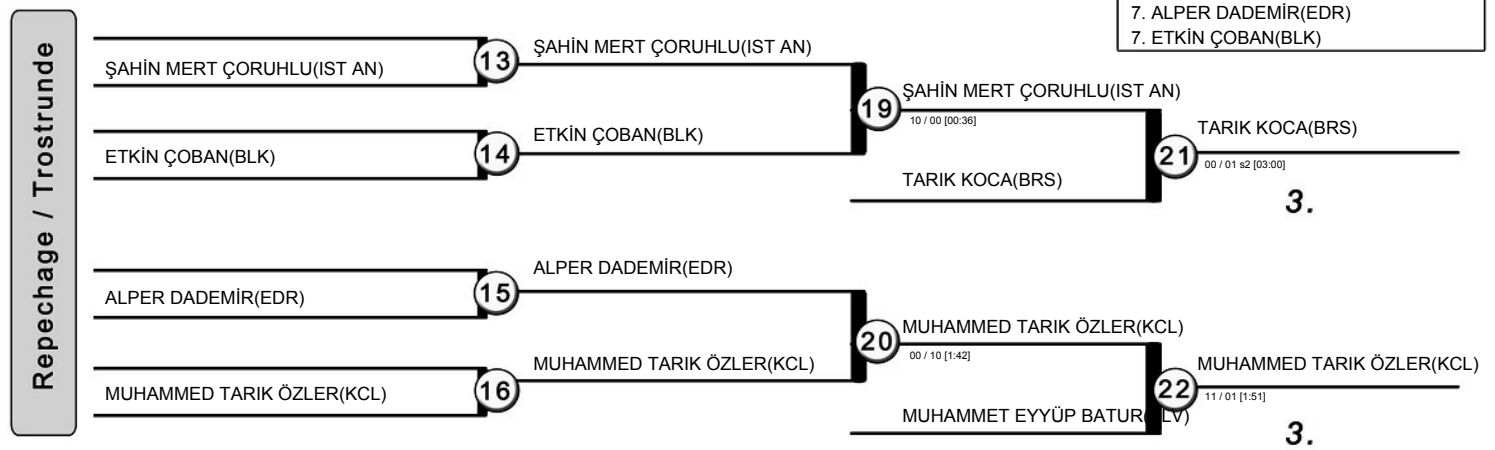 7. ALPER DADEMİR(EDR)
7. ETKİN ÇOBAN(BLK)
Repechage / Trostrunde
ŞAHİN MERT ÇORUHLU(IST AN)
13
ŞAHİN MERT ÇORUHLU(IST AN)
ETKİN ÇOBAN(BLK)
14
ETKİN ÇOBAN(BLK)
19
ŞAHİN MERT ÇORUHLU(IST AN)
10 / 00 [00:36]
TARIK KOCA(BRS)
21
TARIK KOCA(BRS)
00 / 01 s2 [03:00]
3.
ALPER DADEMİR(EDR)
15
ALPER DADEMİR(EDR)
MUHAMMED TARIK ÖZLER(KCL)
16
MUHAMMED TARIK ÖZLER(KCL)
20
MUHAMMED TARIK ÖZLER(KCL)
00 / 10 [1:42]
MUHAMMET EYYÜP BATUR(
22
MUHAMMED TARIK ÖZLER(KCL)
11 / 01 [1:51]
3.